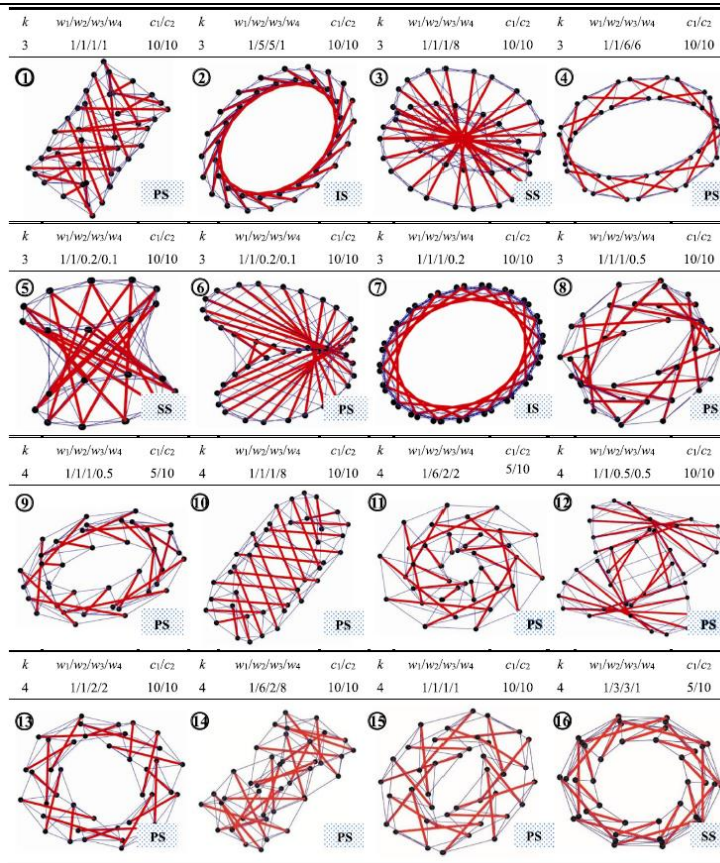 k w₁/w₂/w₃/w₄ c₁/c₂ k w₁/w₂/w₃/w₄ c₁/c₂ k w₁/w₂/w₃/w₄ c₁/c₂ k w₁/w₂/w₃/w₄ c₁/c₂
3 1/1/1/1 10/10 3 1/5/5/1 10/10 3 1/1/1/8 10/10 3 1/1/6/6 10/10
① ② ③ ④
PS IS SS PS
k w₁/w₂/w₃/w₄ c₁/c₂ k w₁/w₂/w₃/w₄ c₁/c₂ k w₁/w₂/w₃/w₄ c₁/c₂ k w₁/w₂/w₃/w₄ c₁/c₂
3 1/1/0.2/0.1 10/10 3 1/1/0.2/0.1 10/10 3 1/1/1/0.2 10/10 3 1/1/1/0.5 10/10
⑤ ⑥ ⑦ ⑧
SS PS IS PS
k w₁/w₂/w₃/w₄ c₁/c₂ k w₁/w₂/w₃/w₄ c₁/c₂ k w₁/w₂/w₃/w₄ c₁/c₂ k w₁/w₂/w₃/w₄ c₁/c₂
4 1/1/1/0.5 5/10 4 1/1/1/8 10/10 4 1/6/2/2 5/10 4 1/1/0.5/0.5 10/10
⑨ ⑩ ⑪ ⑫
PS PS PS PS
k w₁/w₂/w₃/w₄ c₁/c₂ k w₁/w₂/w₃/w₄ c₁/c₂ k w₁/w₂/w₃/w₄ c₁/c₂ k w₁/w₂/w₃/w₄ c₁/c₂
4 1/1/2/2 10/10 4 1/6/2/8 10/10 4 1/1/1/1 10/10 4 1/3/3/1 5/10
⑬ ⑭ ⑮ ⑯
PS PS PS SS